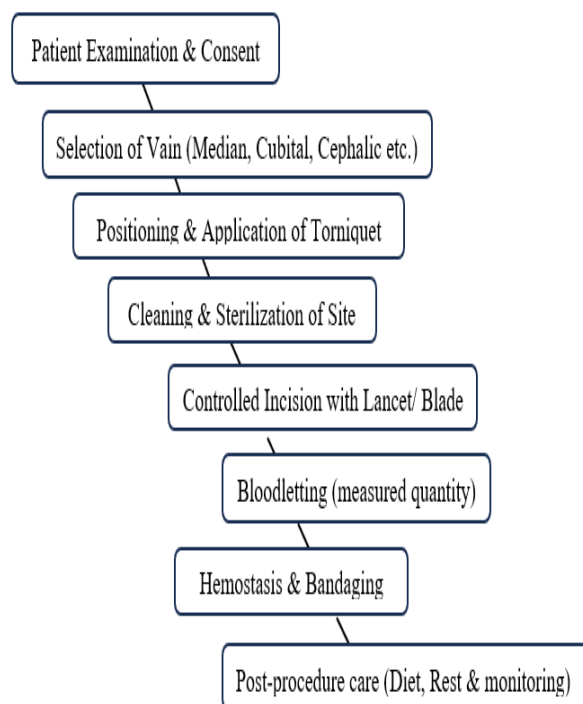 Patient Examination & Consent
Selection of Vain (Median, Cubital, Cephalic etc.)
Positioning & Application of Torniquet
Cleaning & Sterilization of Site
Controlled Incision with Lancet/ Blade
Bloodletting (measured quantity)
Hemostasis & Bandaging
Post-procedure care (Diet, Rest & monitoring)